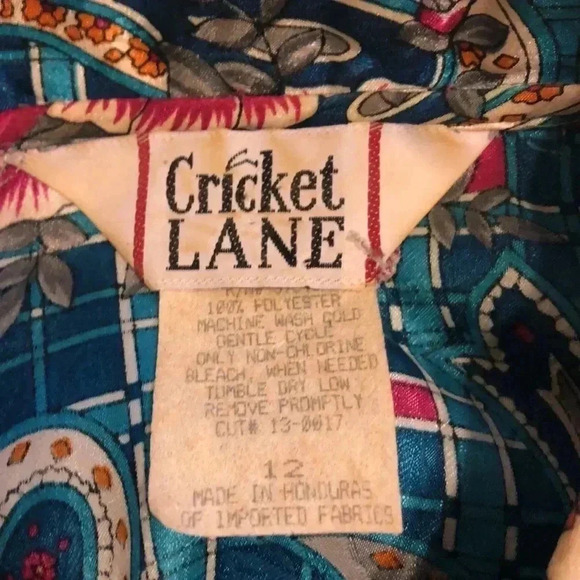 Cricket
LANE
100% POLYESTER
MACHINE WASH COLD
GENTLE CYCLE
ONLY NON-CHLORINE
BLEACH, WHEN NEEDED
TUMBLE DRY LOW
REMOVE PROMPTLY
CUT# 13-0017
12
MADE IN HONDURAS
OF IMPORTED FABRICS